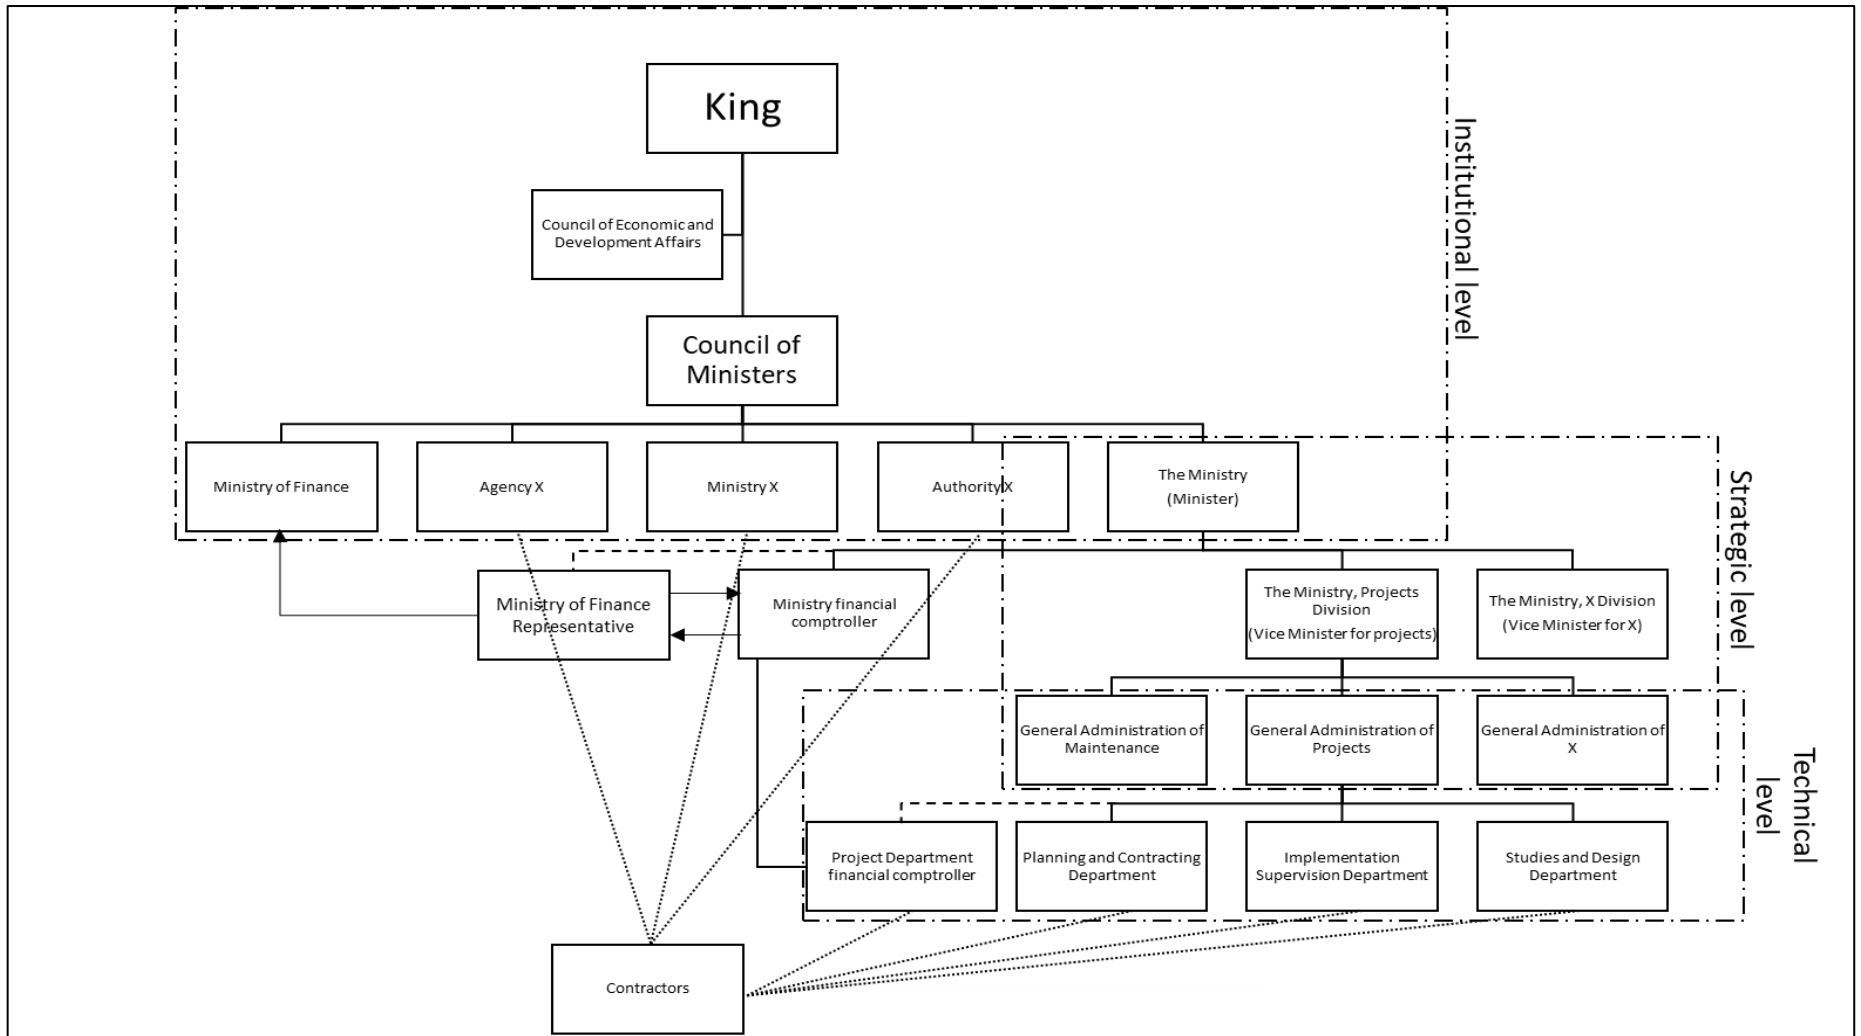 King
Council of Economic and
Development Affairs
Council of
Ministers
Institutional level
Ministry of Finance
Agency X
Ministry X
Authority X
The Ministry
(Minister)
Strategic level
Ministry of Finance
Representative
Ministry financial
comptroller
The Ministry, Projects
Division
(Vice Minister for projects)
The Ministry, X Division
(Vice Minister for X)
General Administration of
Maintenance
General Administration of
Projects
General Administration of
X
Technical
level
Project Department
financial comptroller
Planning and Contracting
Department
Implementation
Supervision Department
Studies and Design
Department
Contractors